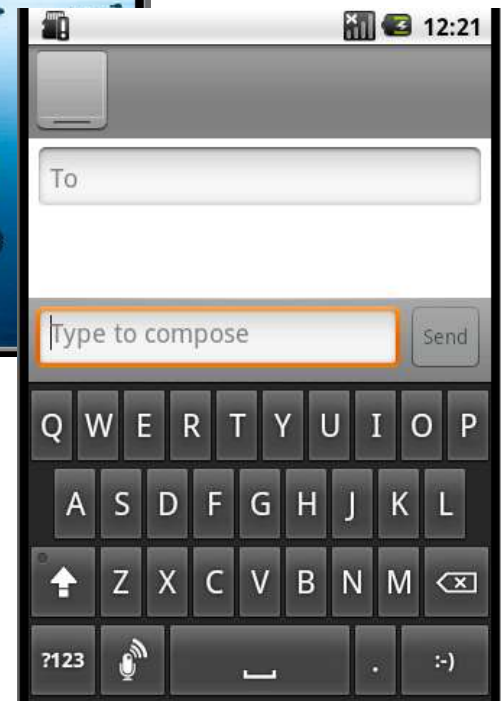 12:21
To
Type to compose
Send
Q W E R T Y U I O P
A S D F G H J K L
Z X C V B N M
?123 . :-)